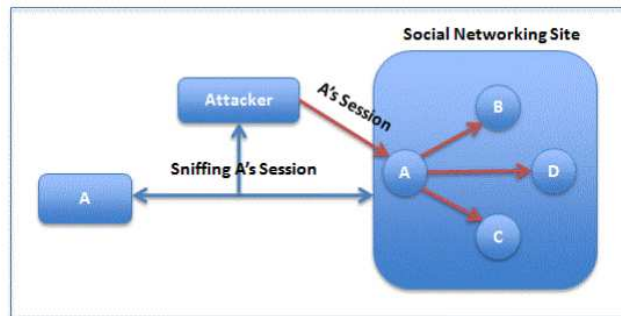 Social Networking Site
Attacker
A's Session
B
Sniffing A's Session
A
A
D
C